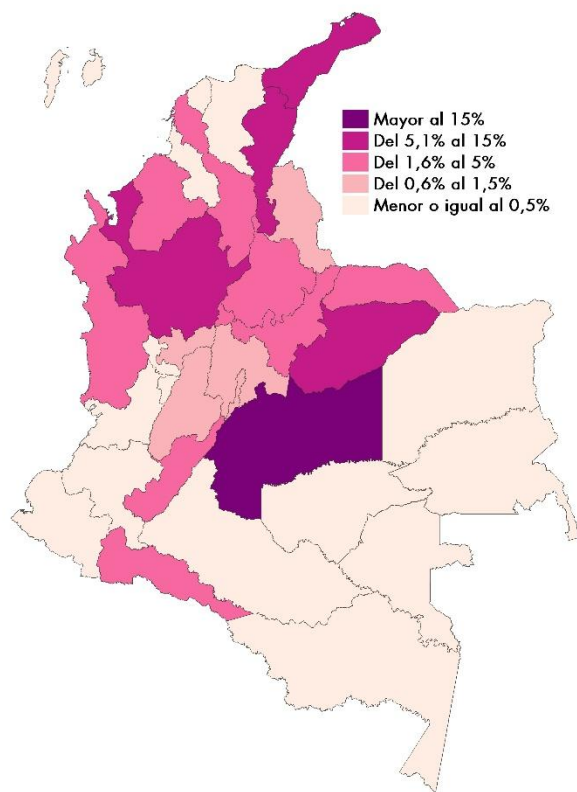 Mayor al 15%
Del 5,1% al 15%
Del 1,6% al 5%
Del 0,6% al 1,5%
Menor o igual al 0,5%